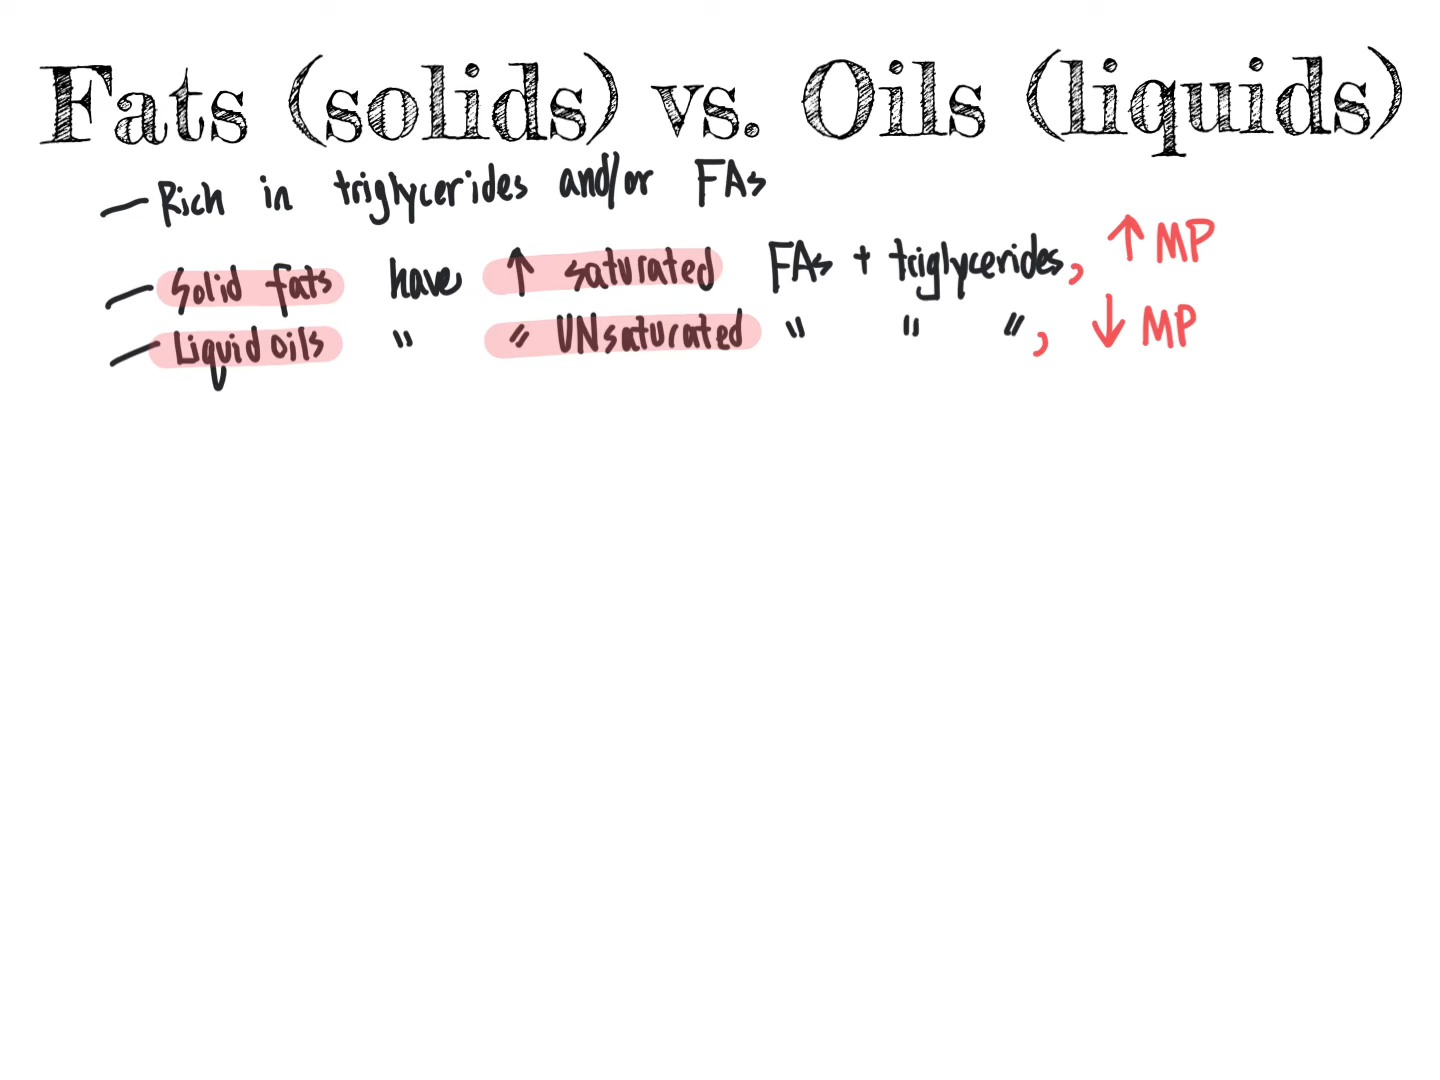 Fats (solids) vs. Oils (liquids)
— Rich in triglycerides and/or FAs
— Solid fats have ↑ saturated FAs + triglycerides, ↑ MP
— Liquid oils " " UNsaturated " " ", ↓ MP